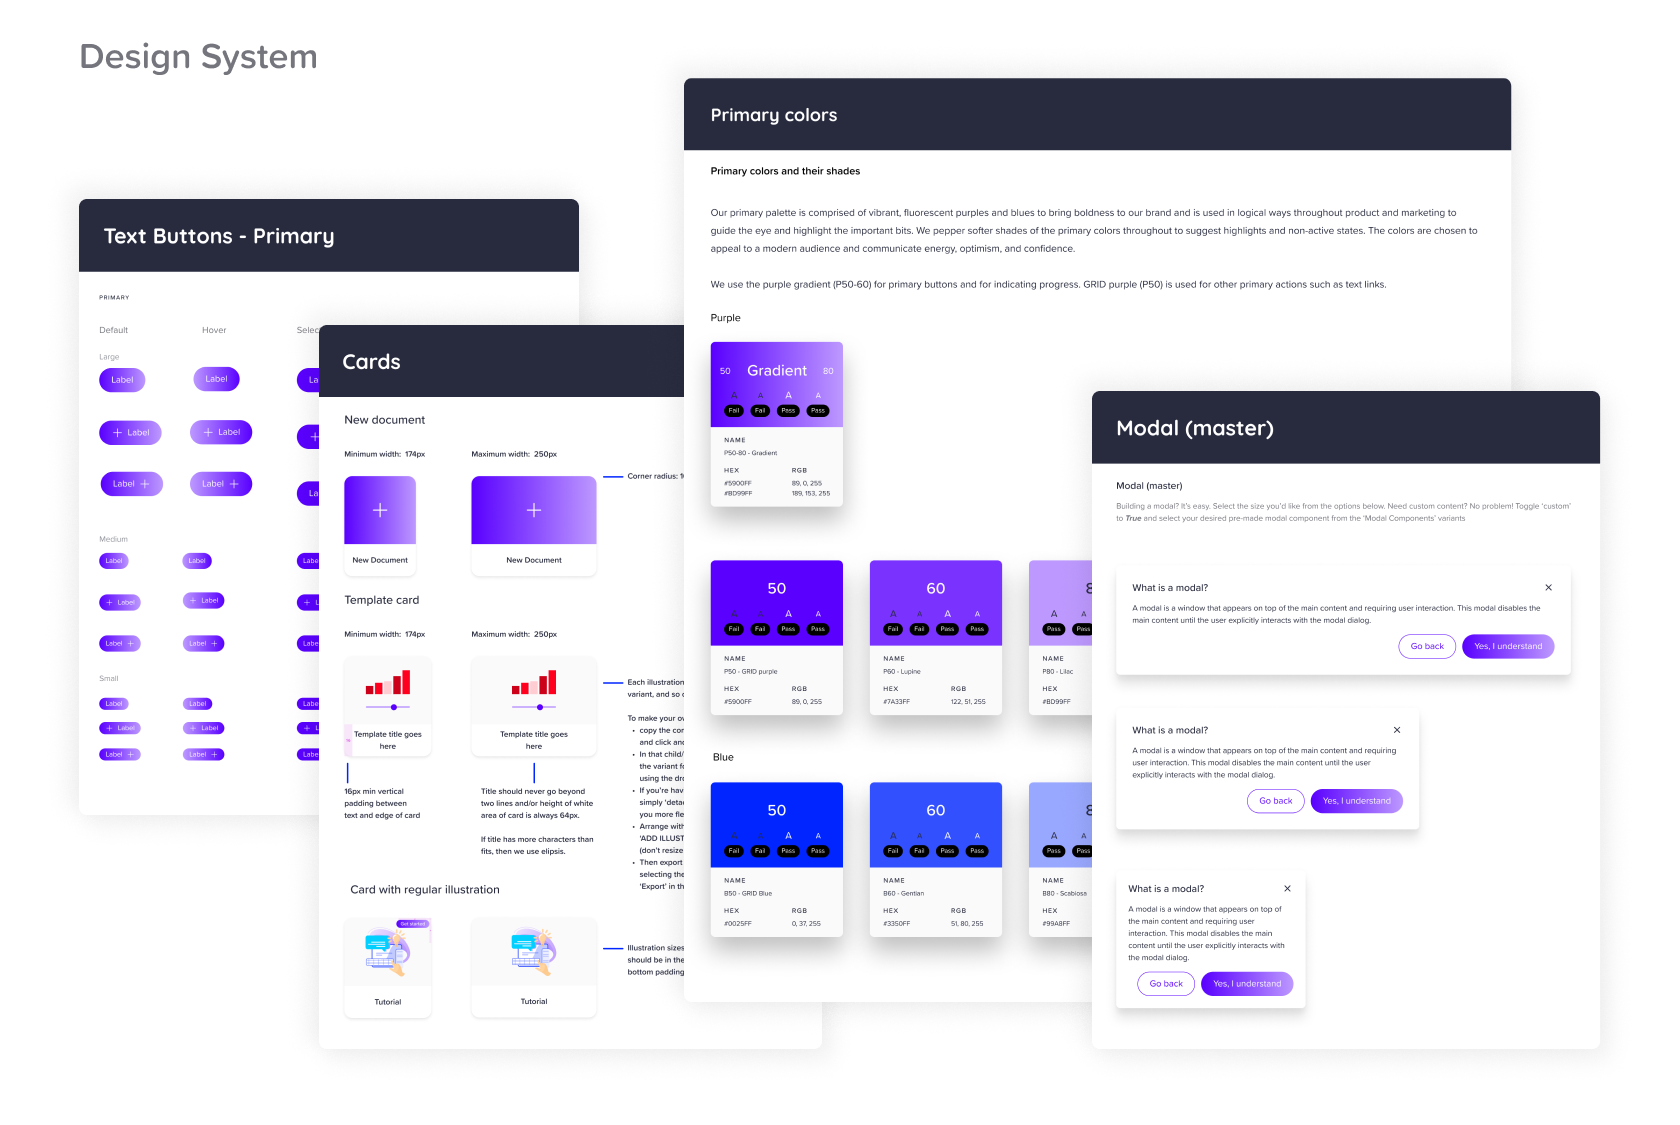 Design System
Text Buttons - Primary
PRIMARY
Default
Hover
Large
Label
Label
Label
Label
Label
Label
Medium
Label
Label
Label
Label
Label
Label
Small
Label
Label
Label
Label
Label
Label
Cards
New document
Minimum width: 174px
Maximum width: 250px
Corner radius:
New Document
New Document
Template card
Minimum width: 174px
Maximum width: 250px
Template title goes
here
Template title goes
here
16px min vertical
padding between
text and edge of card
Title should never go beyond
two lines and/or height of white
area of card is always 64px.
If title has more characters than
fits, then we use elipsis.
Each illustration
variant, and so
To make your
• copy the
and click
• In that child/
the variant
using the
• If you're
simply
you more
• Arrange
'ADD
(don't resize
• Then export
selecting the
'Export' in
Card with regular illustration
Get started
Tutorial
Tutorial
Illustration sizes
should be in the
bottom padding
Primary colors
Primary colors and their shades
Our primary palette is comprised of vibrant, fluorescent purples and blues to bring boldness to our brand and is used in logical ways throughout product and marketing to
guide the eye and highlight the important bits. We pepper softer shades of the primary colors throughout to suggest highlights and non-active states. The colors are chosen to
appeal to a modern audience and communicate energy, optimism, and confidence.
We use the purple gradient (P50-60) for primary buttons and for indicating progress. GRID purple (P50) is used for other primary actions such as text links.
Purple
50 Gradient 80
A A A A
Fail Fail Pass Pass
NAME
P50-80 - Gradient
HEX RGB
#5900FF 89, 0, 255
#BD99FF 189, 153, 255
50
A A A A
Fail Fail Pass Pass
NAME
P50 - GRID purple
HEX RGB
#5900FF 89, 0, 255
60
A A A A
Fail Fail Pass Pass
NAME
P60 - Lupine
HEX RGB
#7A33FF 122, 51, 255
A A
Pass
NAME
P80 - Lilac
HEX
#BD99FF
Blue
50
A A A A
Fail Fail Pass Pass
NAME
B50 - GRID Blue
HEX RGB
#0025FF 0, 37, 255
60
A A A A
Fail Fail Pass Pass
NAME
B60 - Gentian
HEX RGB
#3350FF 51, 80, 255
A A
Pass
NAME
B80 - Scabiosa
HEX
#99A8FF
Modal (master)
Modal (master)
Building a modal? It's easy. Select the size you'd like from the options below. Need custom content? No problem! Toggle 'custom'
to True and select your desired pre-made modal component from the 'Modal Components' variants
What is a modal?
A modal is a window that appears on top of the main content and requiring user interaction. This modal disables the
main content until the user explicitly interacts with the modal dialog.
Go back
Yes, I understand
What is a modal?
A modal is a window that appears on top of the main content and requiring
user interaction. This modal disables the main content until the user
explicitly interacts with the modal dialog.
Go back
Yes, I understand
What is a modal?
A modal is a window that appears on top of
the main content and requiring user
interaction. This modal disables the main
content until the user explicitly interacts with
the modal dialog.
Go back
Yes, I understand